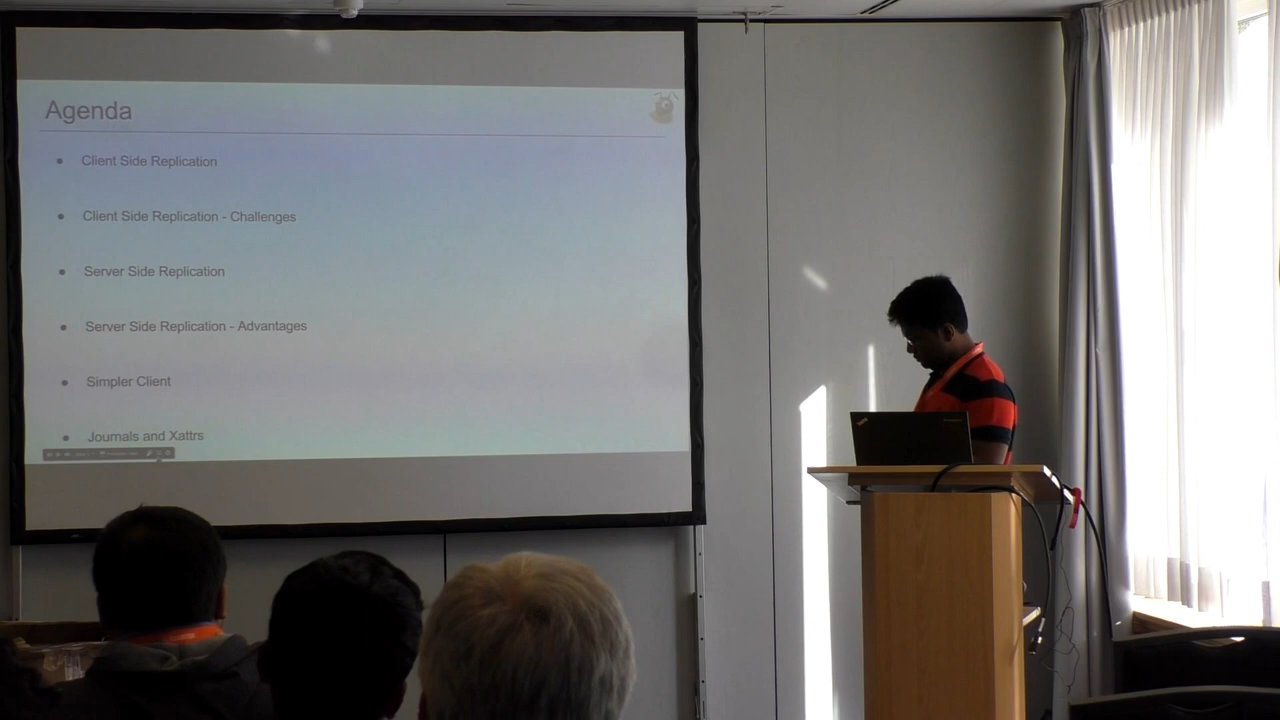 Agenda
Client Side Replication
Client Side Replication - Challenges
Server Side Replication
Server Side Replication - Advantages
Simpler Client
Journals and Xattrs